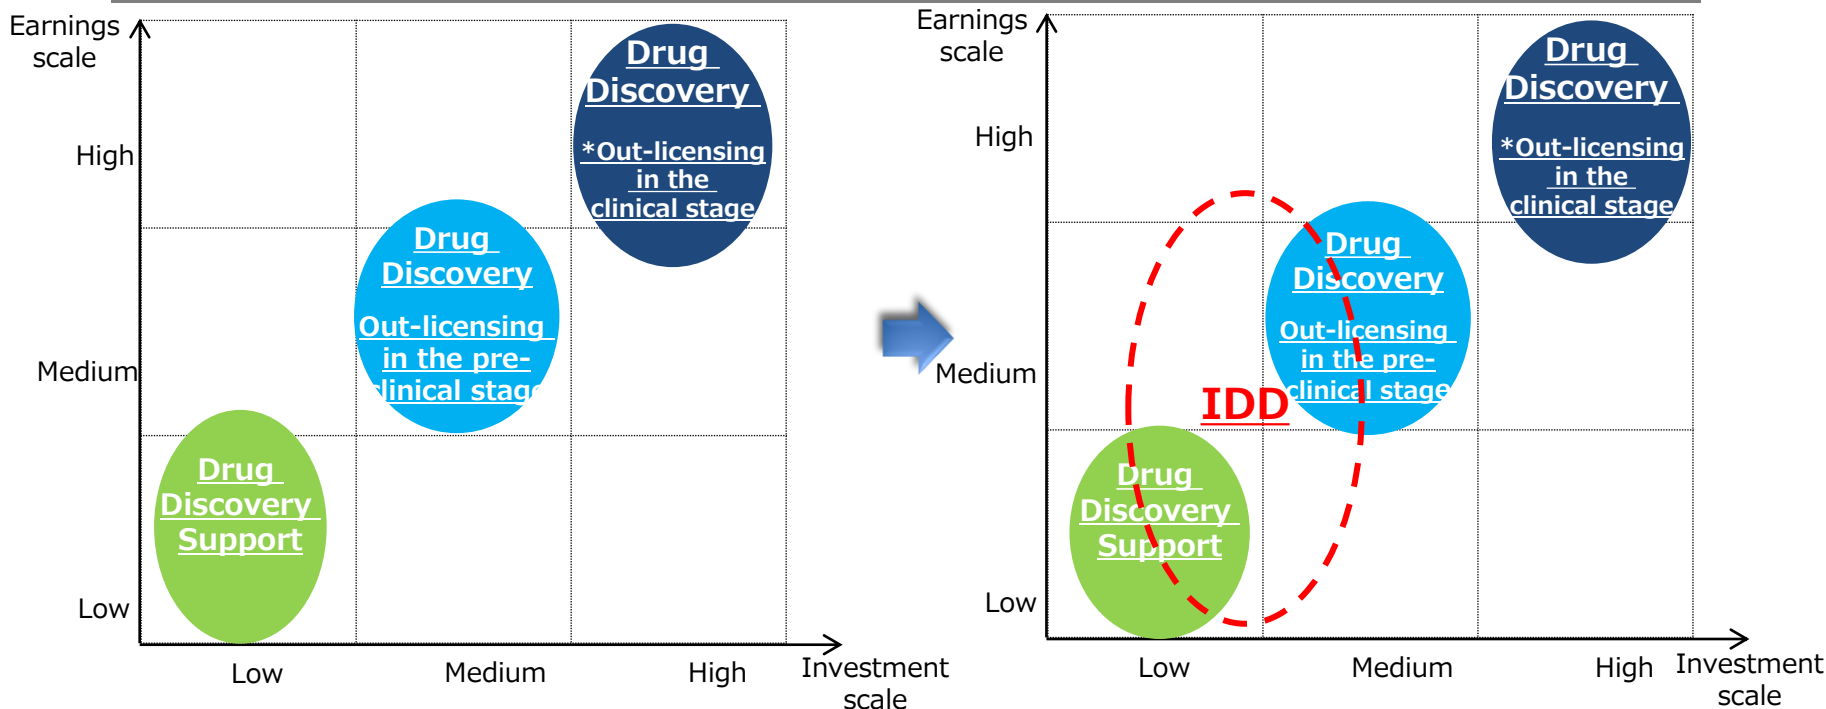 Earnings
scale
High
Medium
Low
Drug
Discovery
*Out-licensing
in the
clinical stage
Drug
Discovery
Out-licensing
in the pre-
clinical stage
Drug
Discovery
Support
Low
Medium
High
Investment
scale
Earnings
scale
High
Medium
Low
Drug
Discovery
*Out-licensing
in the
clinical stage
Drug
Discovery
Out-licensing
in the pre-
clinical stage
IDD
Drug
Discovery
Support
Low
Medium
High
Investment
scale